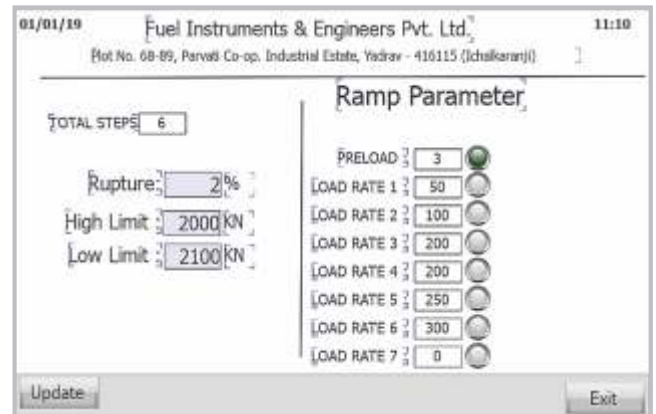 01/01/19
Fuel Instruments & Engineers Pvt. Ltd.
11:10
Plot No. 68-89, Parvati Co-op. Industrial Estate, Yadrav - 416115 (Ichalkaranji)
Ramp Parameter
TOTAL STEPS 6
PRELOAD : 3
Rupture: 2 %
LOAD RATE 1 : 50
High Limit : 2000 KN
LOAD RATE 2 : 100
Low Limit : 2100 KN
LOAD RATE 3 : 200
LOAD RATE 4 : 200
LOAD RATE 5 : 250
LOAD RATE 6 : 300
LOAD RATE 7 : 0
Update
Exit